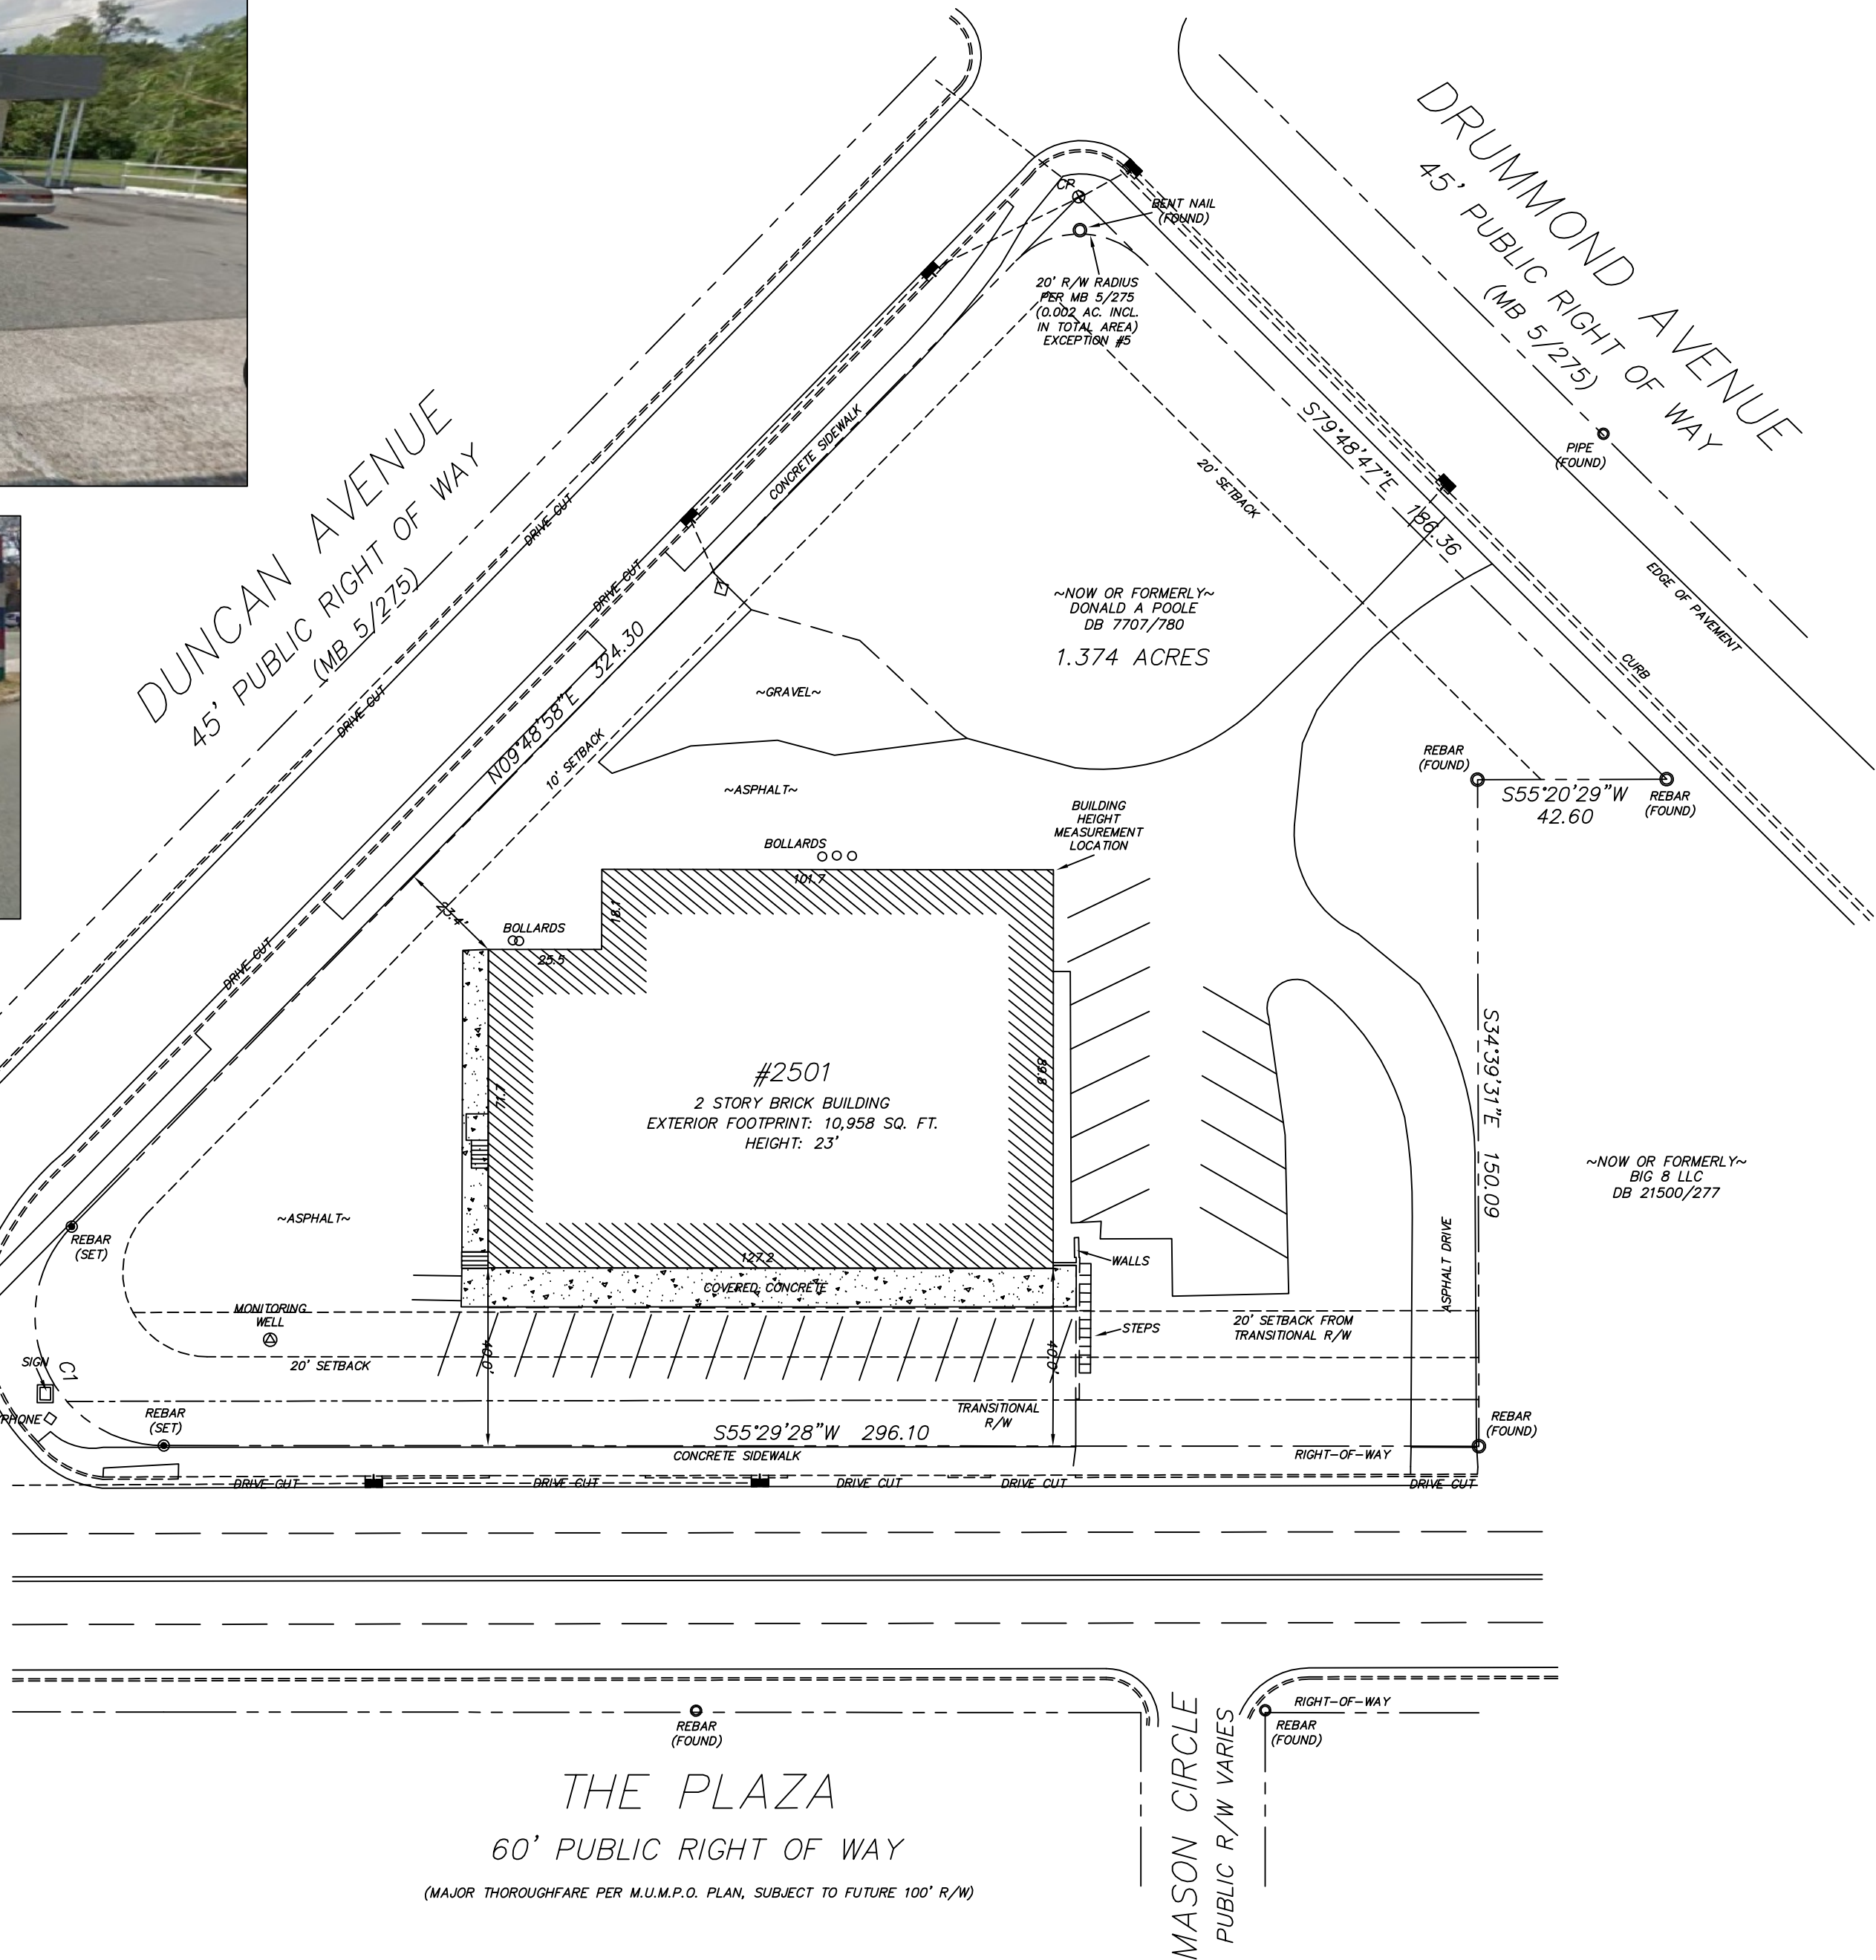 DRUMMOND AVENUE
45' PUBLIC RIGHT OF WAY
(MB 5/275)
CP
BENT NAIL
(FOUND)
20' R/W RADIUS
PER MB 5/275
(0.002 AC. INCL.
IN TOTAL AREA)
EXCEPTION #5
DUNCAN AVENUE
45' PUBLIC RIGHT OF WAY
(MB 5/275)
DRIVE CUT
DRIVE CUT
DRIVE CUT
DRIVE CUT
CONCRETE SIDEWALK
S79°48'47"E 186.36
20' SETBACK
PIPE
(FOUND)
EDGE OF PAVEMENT
CURB
~NOW OR FORMERLY~
DONALD A POOLE
DB 7707/780
1.374 ACRES
N09°48'58"E 324.30
10' SETBACK
~GRAVEL~
~ASPHALT~
REBAR
(FOUND)
S55°20'29"W
42.60
REBAR
(FOUND)
BUILDING
HEIGHT
MEASUREMENT
LOCATION
BOLLARDS
101.7
18.1
23.4'
BOLLARDS
25.5
#2501
2 STORY BRICK BUILDING
EXTERIOR FOOTPRINT: 10,958 SQ. FT.
HEIGHT: 23'
71.7
89.8
127.2
COVERED CONCRETE
S34°39'31"E 150.09
~NOW OR FORMERLY~
BIG 8 LLC
DB 21500/277
~ASPHALT~
REBAR
(SET)
WALLS
ASPHALT DRIVE
MONITORING
WELL
STEPS
20' SETBACK FROM
TRANSITIONAL R/W
20' SETBACK
40.0'
40.0'
SIGN
C1
PHONE
REBAR
(SET)
TRANSITIONAL
R/W
S55°29'28"W 296.10
CONCRETE SIDEWALK
RIGHT-OF-WAY
REBAR
(FOUND)
DRIVE CUT
DRIVE CUT
DRIVE CUT
DRIVE CUT
DRIVE CUT
REBAR
(FOUND)
RIGHT-OF-WAY
REBAR
(FOUND)
THE PLAZA
60' PUBLIC RIGHT OF WAY
(MAJOR THOROUGHFARE PER M.U.M.P.O. PLAN, SUBJECT TO FUTURE 100' R/W)
MASON CIRCLE
PUBLIC R/W VARIES